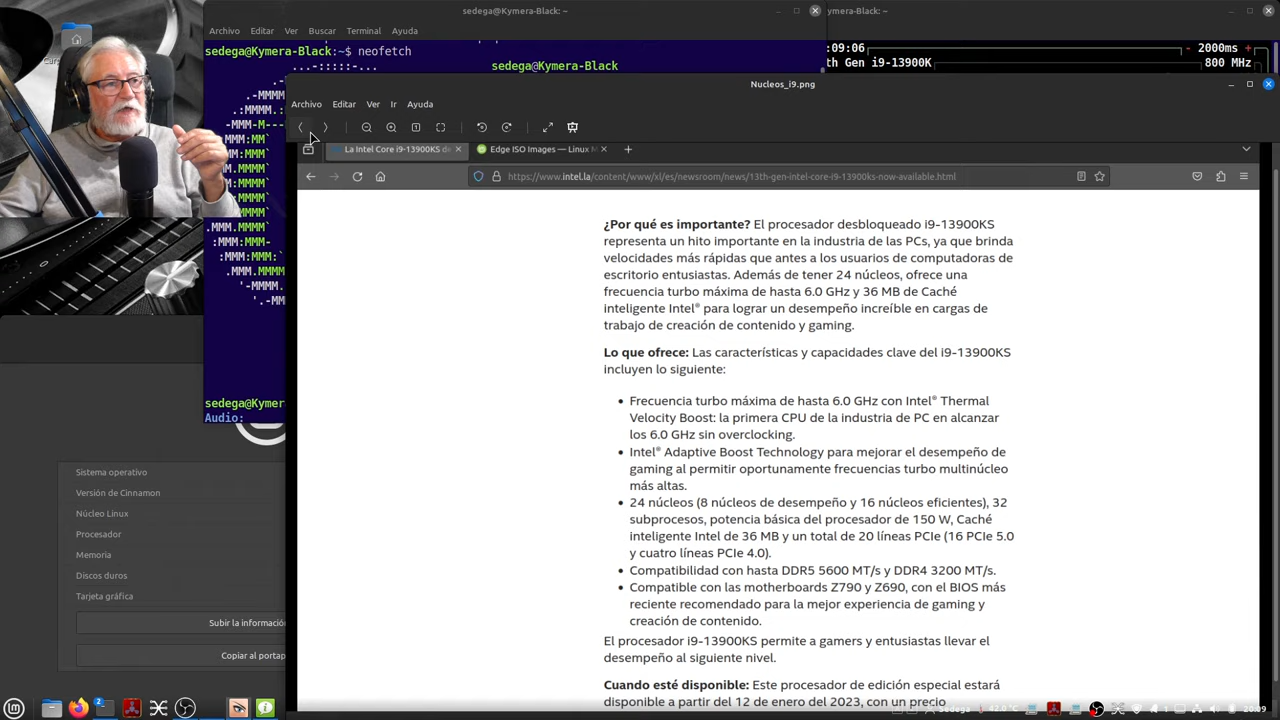 sedega@Kymera-Black: ~
ymera-Black: ~
Archivo Editar Ver Buscar Terminal Ayuda
sedega@Kymera-Black:~$ neofetch
:09:06
- 2000ms +
th Gen i9-13900K
800 MHz
sedega@Kymera-Black
Nucleos_i9.png
Archivo Editar Ver Ir Ayuda
La Intel Core i9-13900KS de
Edge ISO Images — Linux M
https://www.intel.la/content/www/xl/es/newsroom/news/13th-gen-intel-core-i9-13900ks-now-available.html
¿Por qué es importante? El procesador desbloqueado i9-13900KS
representa un hito importante en la industria de las PCs, ya que brinda
velocidades más rápidas que antes a los usuarios de computadoras de
escritorio entusiastas. Además de tener 24 núcleos, ofrece una
frecuencia turbo máxima de hasta 6.0 GHz y 36 MB de Caché
inteligente Intel® para lograr un desempeño increíble en cargas de
trabajo de creación de contenido y gaming.
Lo que ofrece: Las características y capacidades clave del i9-13900KS
incluyen lo siguiente:
• Frecuencia turbo máxima de hasta 6.0 GHz con Intel® Thermal
Velocity Boost: la primera CPU de la industria de PC en alcanzar
los 6.0 GHz sin overclocking.
• Intel® Adaptive Boost Technology para mejorar el desempeño de
gaming al permitir oportunamente frecuencias turbo multinúcleo
más altas.
• 24 núcleos (8 núcleos de desempeño y 16 núcleos eficientes), 32
subprocesos, potencia básica del procesador de 150 W, Caché
inteligente Intel de 36 MB y un total de 20 líneas PCIe (16 PCIe 5.0
y cuatro líneas PCIe 4.0).
• Compatibilidad con hasta DDR5 5600 MT/s y DDR4 3200 MT/s.
• Compatible con las motherboards Z790 y Z690, con el BIOS más
reciente recomendado para la mejor experiencia de gaming y
creación de contenido.
El procesador i9-13900KS permite a gamers y entusiastas llevar el
desempeño al siguiente nivel.
Cuando esté disponible: Este procesador de edición especial estará
disponible a partir del 12 de enero del 2023, con un precio
sedega@Kymer
Audio:
Sistema operativo
Versión de Cinnamon
Núcleo Linux
Procesador
Memoria
Discos duros
Tarjeta gráfica
Subir la informació
Copiar al portap
Sedega
20:09